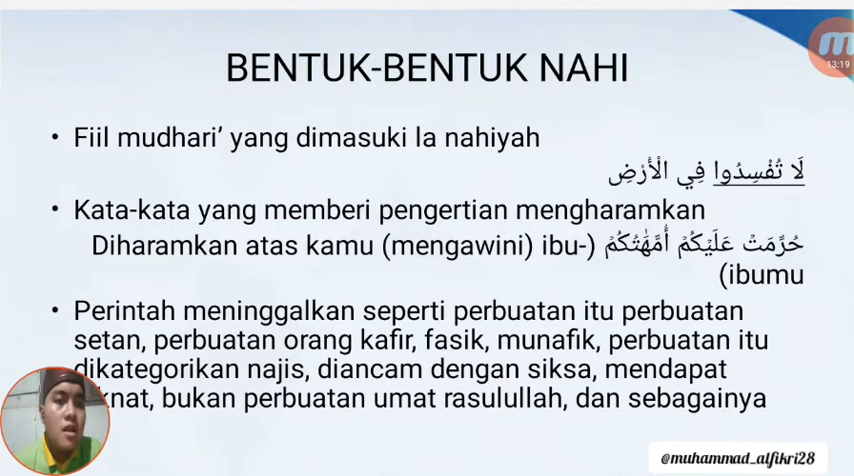 BENTUK-BENTUK NAHI
13:19
• Fiil mudhari’ yang dimasuki la nahiyah
لَا تُفْسِدُوا فِي الْأَرْضِ
• Kata-kata yang memberi pengertian mengharamkan
حُرِّمَتْ عَلَيْكُمْ أُمَّهَٰتُكُمْ (Diharamkan atas kamu (mengawini) ibu-
ibumu)
• Perintah meninggalkan seperti perbuatan itu perbuatan
setan, perbuatan orang kafir, fasik, munafik, perbuatan itu
dikategorikan najis, diancam dengan siksa, mendapat
knat, bukan perbuatan umat rasulullah, dan sebagainya
@muhammad_alfikri28